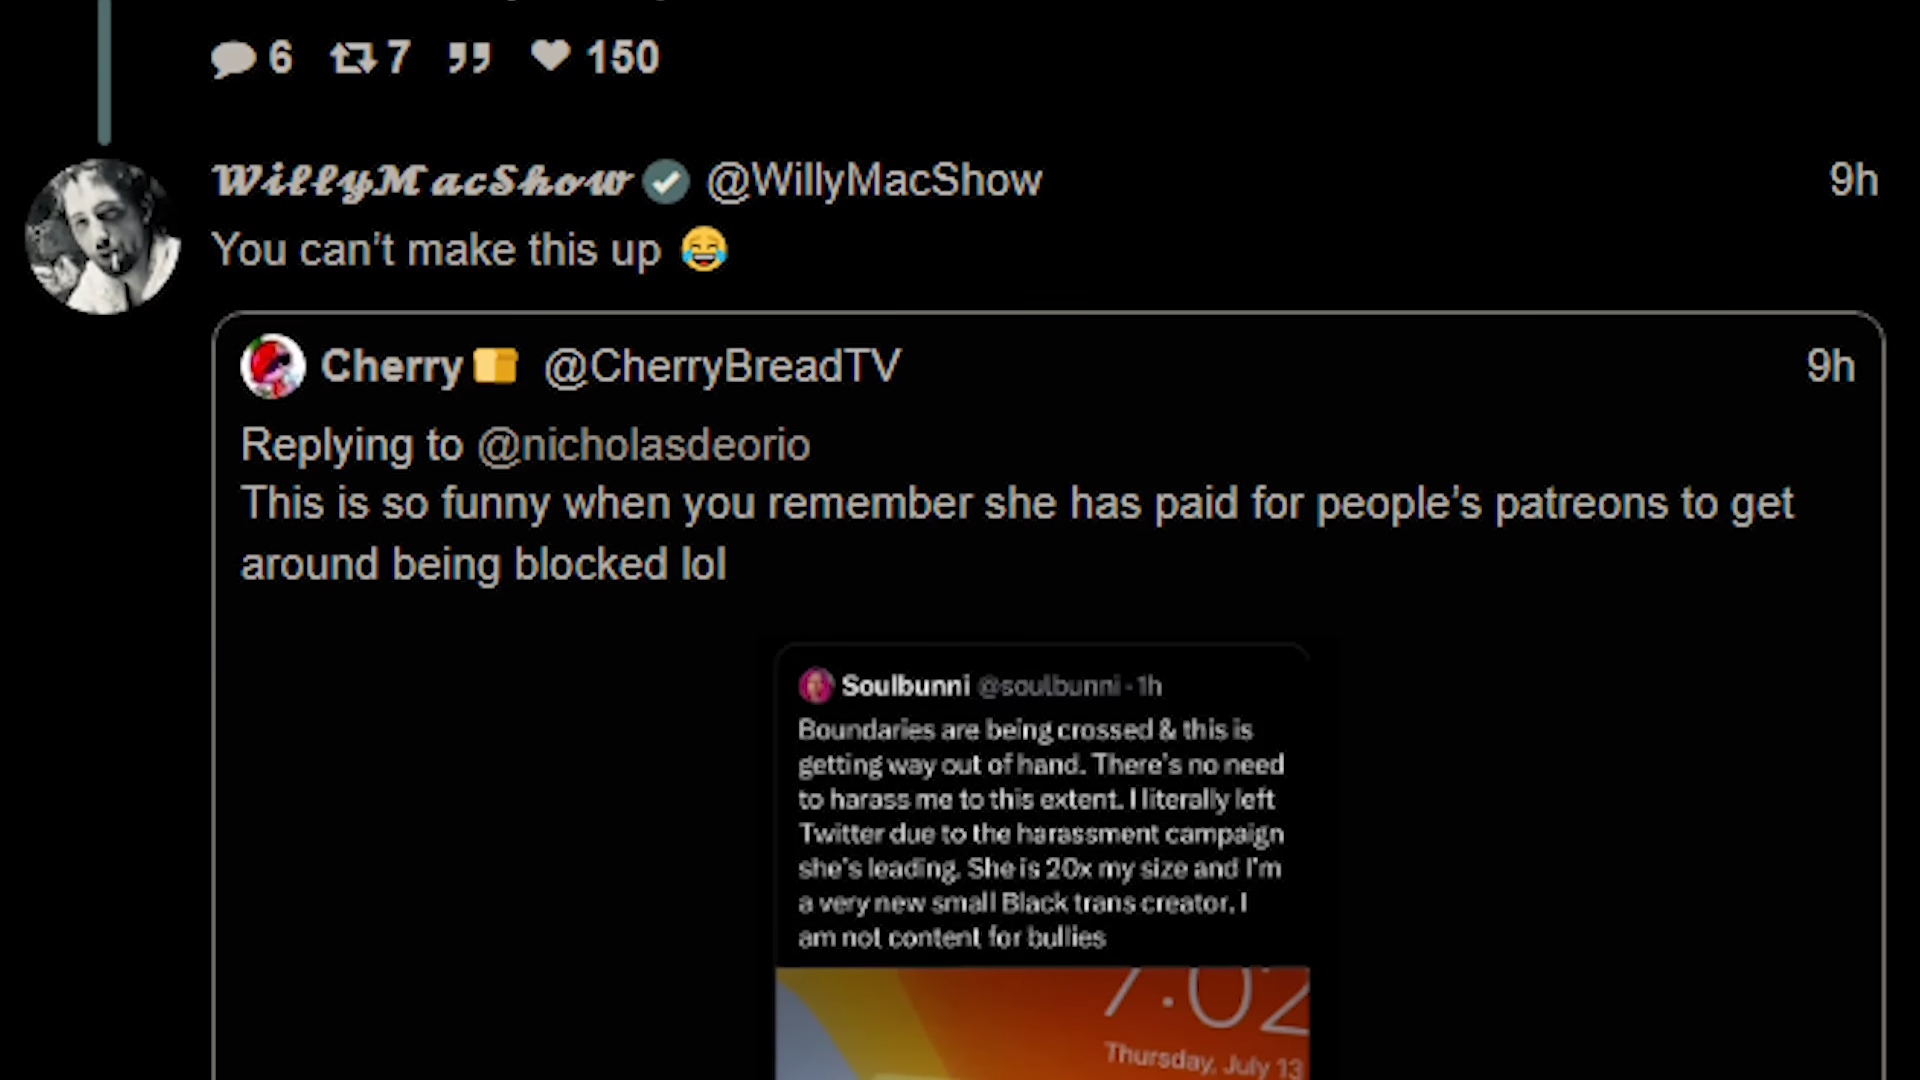 6 7 150
WillyMacShow @WillyMacShow 9h
You can't make this up 😂
Cherry🍞 @CherryBreadTV 9h
Replying to @nicholasdeorio
This is so funny when you remember she has paid for people's patreons to get
around being blocked lol
Soulbunni @soulbunni · 1h
Boundaries are being crossed & this is
getting way out of hand. There's no need
to harass me to this extent. I literally left
Twitter due to the harassment campaign
she's leading. She is 20x my size and I'm
a very new small Black trans creator. I
am not content for bullies
7:02
Thursday, July 13